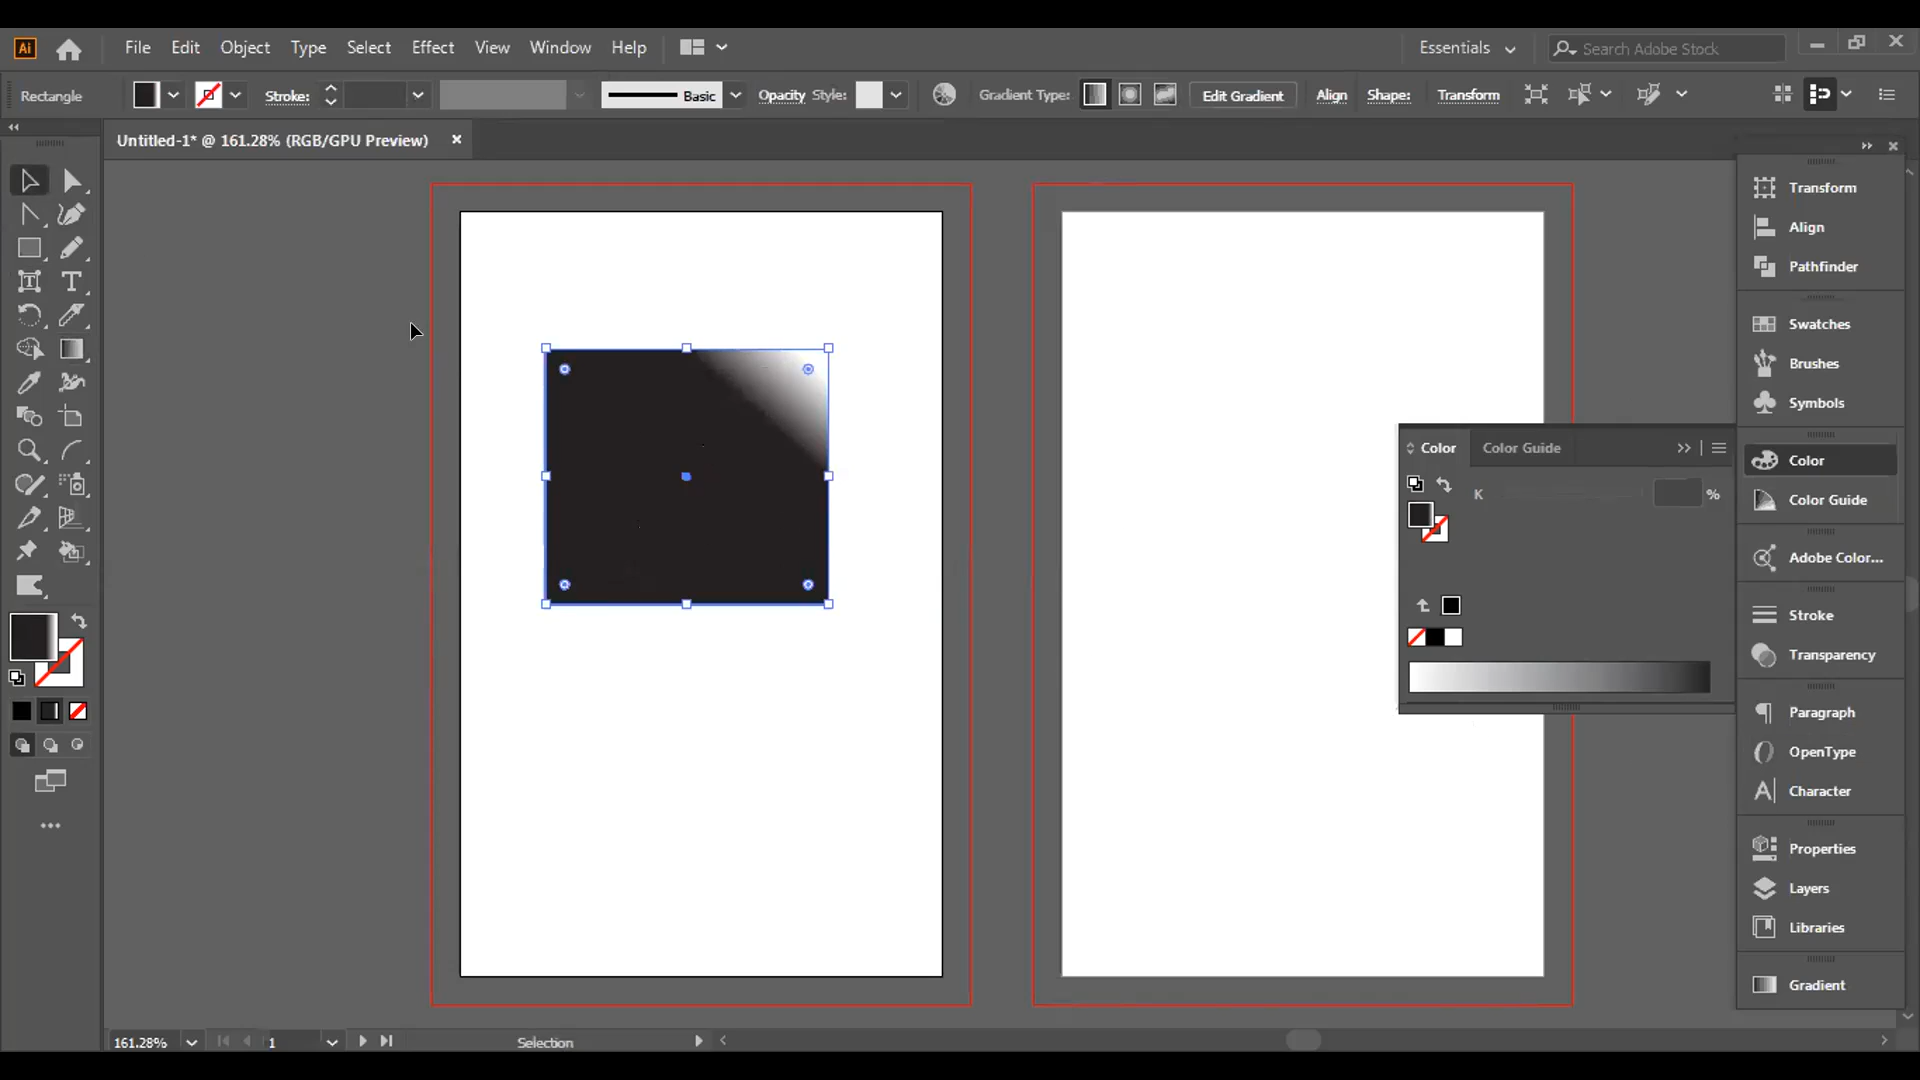 Ai File Edit Object Type Select Effect View Window Help Essentials Search Adobe Stock
Rectangle Stroke: Basic Opacity Style: Gradient Type: Edit Gradient Align Shape: Transform
Untitled-1* @ 161.28% (RGB/GPU Preview)
Transform
Align
Pathfinder
Swatches
Brushes
Symbols
Color
Color Guide
Adobe Color...
Stroke
Transparency
Paragraph
OpenType
Character
Properties
Layers
Libraries
Gradient
Color Color Guide
K %
161.28% 1 Selection